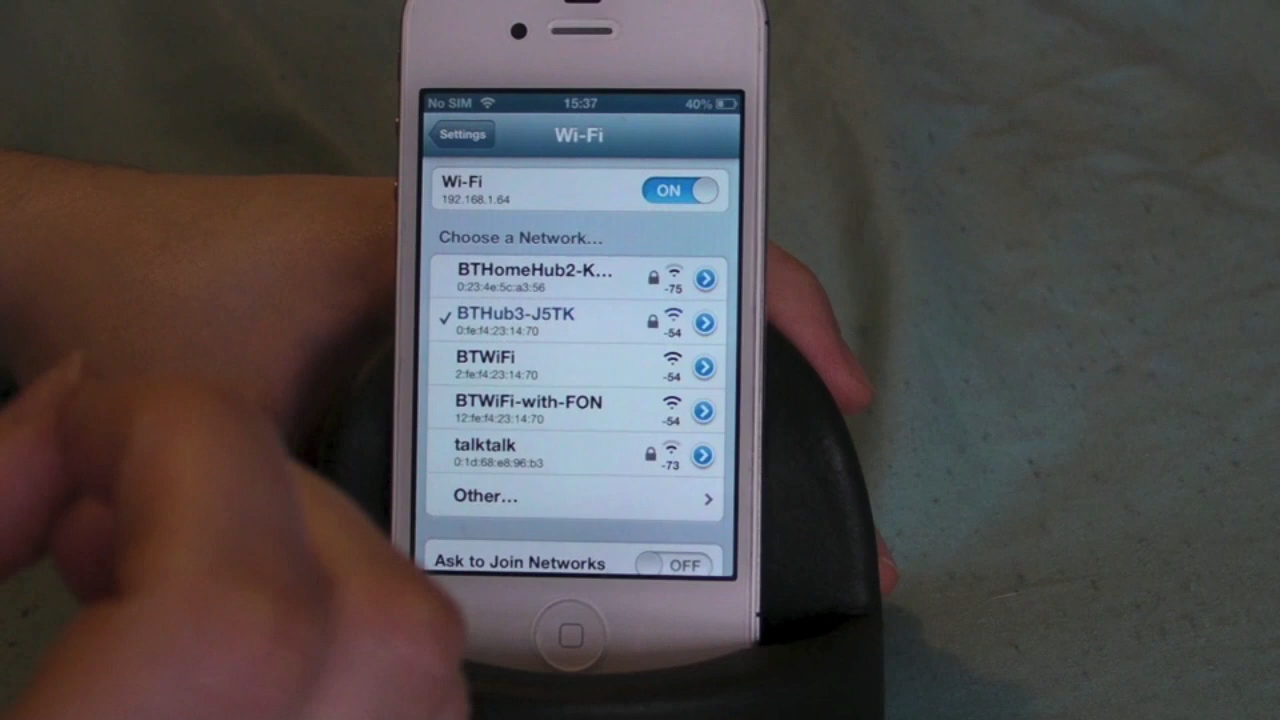 No SIM 15:37 40%
Settings Wi-Fi
Wi-Fi ON
192.168.1.64
Choose a Network...
BTHomeHub2-K...
0:23:4e:5c:a3:56 -75
BTHub3-J5TK
0:fe:f4:23:14:70 -54
BTWiFi
2:fe:f4:23:14:70 -54
BTWiFi-with-FON
12:fe:f4:23:14:70 -54
talktalk
0:1d:68:e8:96:b3 -73
Other...
Ask to Join Networks OFF